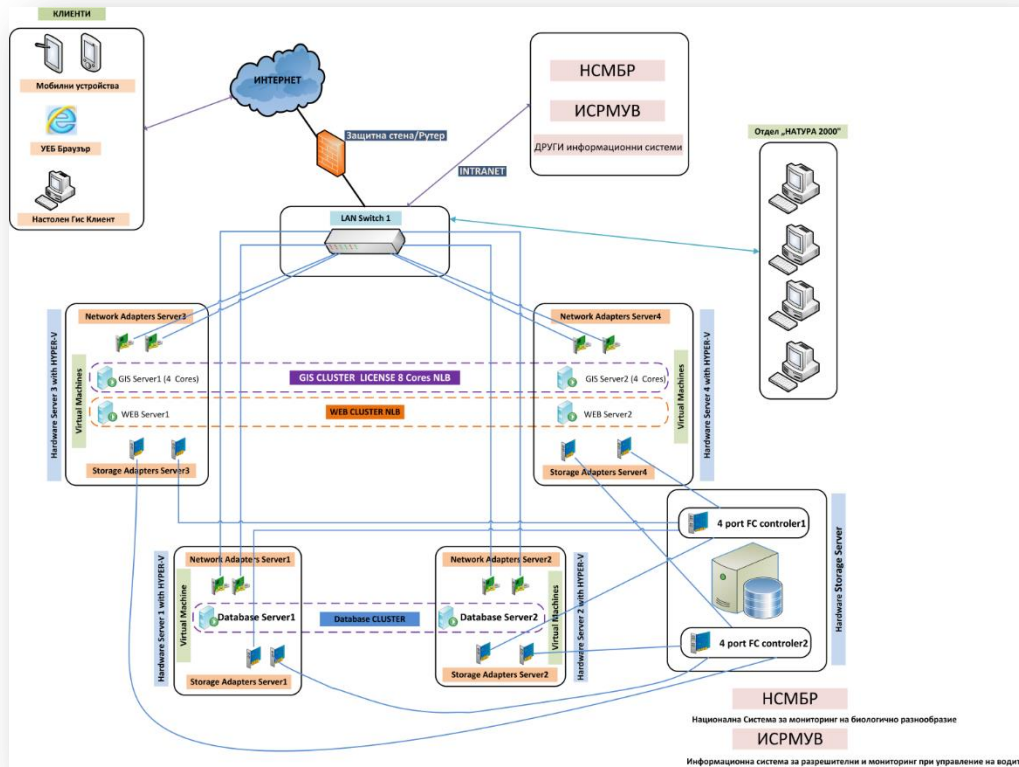 КЛИЕНТИ
Мобилни устройства
УЕБ Браузър
Настолен Гис Клиент
ИНТЕРНЕТ
Защитна стена/Рутер
НСМБР
ИСРМУВ
ДРУГИ информационни системи
INTRANET
Отдел „НАТУРА 2000"
LAN Switch 1
Hardware Server 3 with HYPER-V
Network Adapters Server3
Virtual Machines
GIS Server1 (4 Cores)
WEB Server1
Storage Adapters Server3
GIS CLUSTER LICENSE 8 Cores NLB
WEB CLUSTER NLB
Network Adapters Server4
GIS Server2 (4 Cores)
WEB Server2
Storage Adapters Server4
Virtual Machines
Hardware Server 4 with HYPER-V
Hardware Server 1 with HYPER-V
Network Adapters Server1
Virtual Machine
Database Server1
Storage Adapters Server1
Database CLUSTER
Network Adapters Server2
Database Server2
Storage Adapters Server2
Virtual Machines
Hardware Server 2 with HYPER-V
4 port FC controler1
4 port FC controler2
Hardware Storage Server
НСМБР
Национална Система за мониторинг на биологично разнообразие
ИСРМУВ
Информационна система за разрешителни и мониторинг при управление на водит